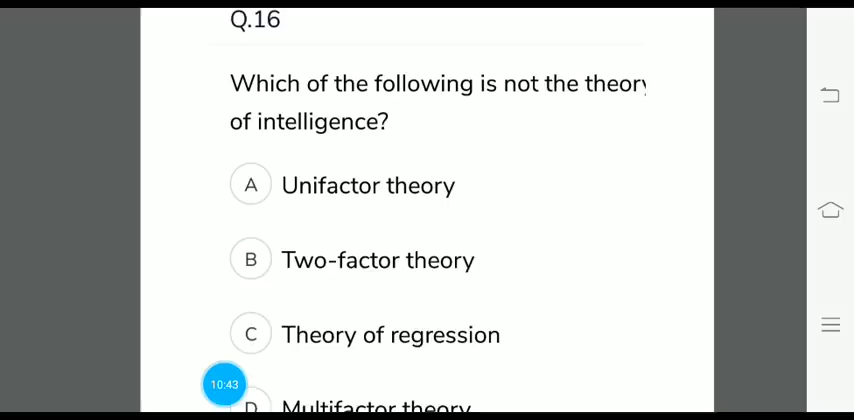 Q.16
Which of the following is not the theory
of intelligence?
A Unifactor theory
B Two-factor theory
C Theory of regression
10:43
D Multifactor theory